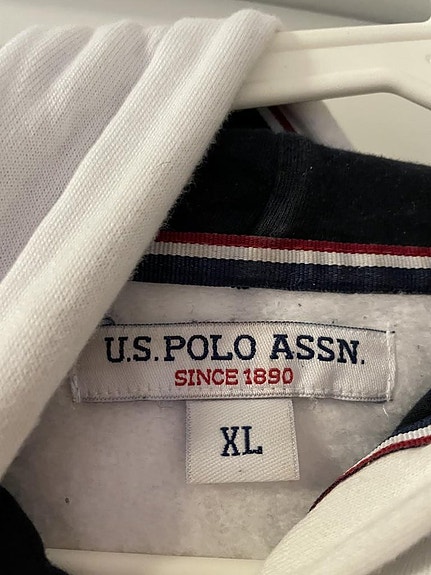 U.S. POLO ASSN.
SINCE 1890
XL